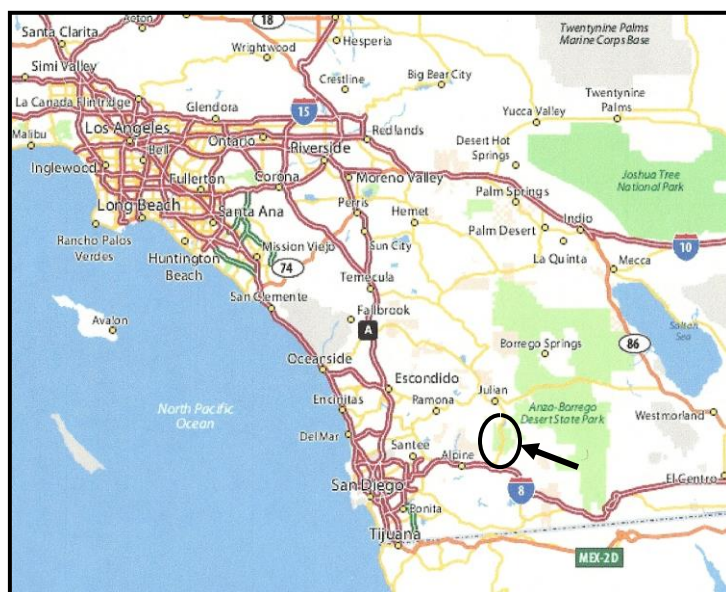 18
Acton
Santa Clarita
Hesperia
Wrightwood
Twentynine Palms
Marine Corps Base
Simi Valley
Crestline
Big Bear City
La Canada Flintridge
Glendora
15
Twentynine
Palms
Yucca Valley
Los Angeles
Malibu
Bell
Ontario
Redlands
Riverside
Desert Hot
Springs
Inglewood
Fullerton
Corona
Moreno Valley
Joshua Tree
National Park
Palm Springs
Long Beach
Santa Ana
Perris
Hemet
Indio
Rancho Palos
Verdes
Huntington
Beach
Mission Viejo
Sun City
Palm Desert
La Quinta
10
74
Mecca
Temecula
San Clemente
Fallbrook
Avalon
A
Salton
Sea
Borrego Springs
86
Oceanside
Escondido
Julian
Encinitas
Ramona
North Pacific
Ocean
Anza-Borrego
Desert State Park
Westmorland
Del Mar
Santee
Alpine
San Diego
8
El Centro
Bonita
Tijuana
MEX-2D